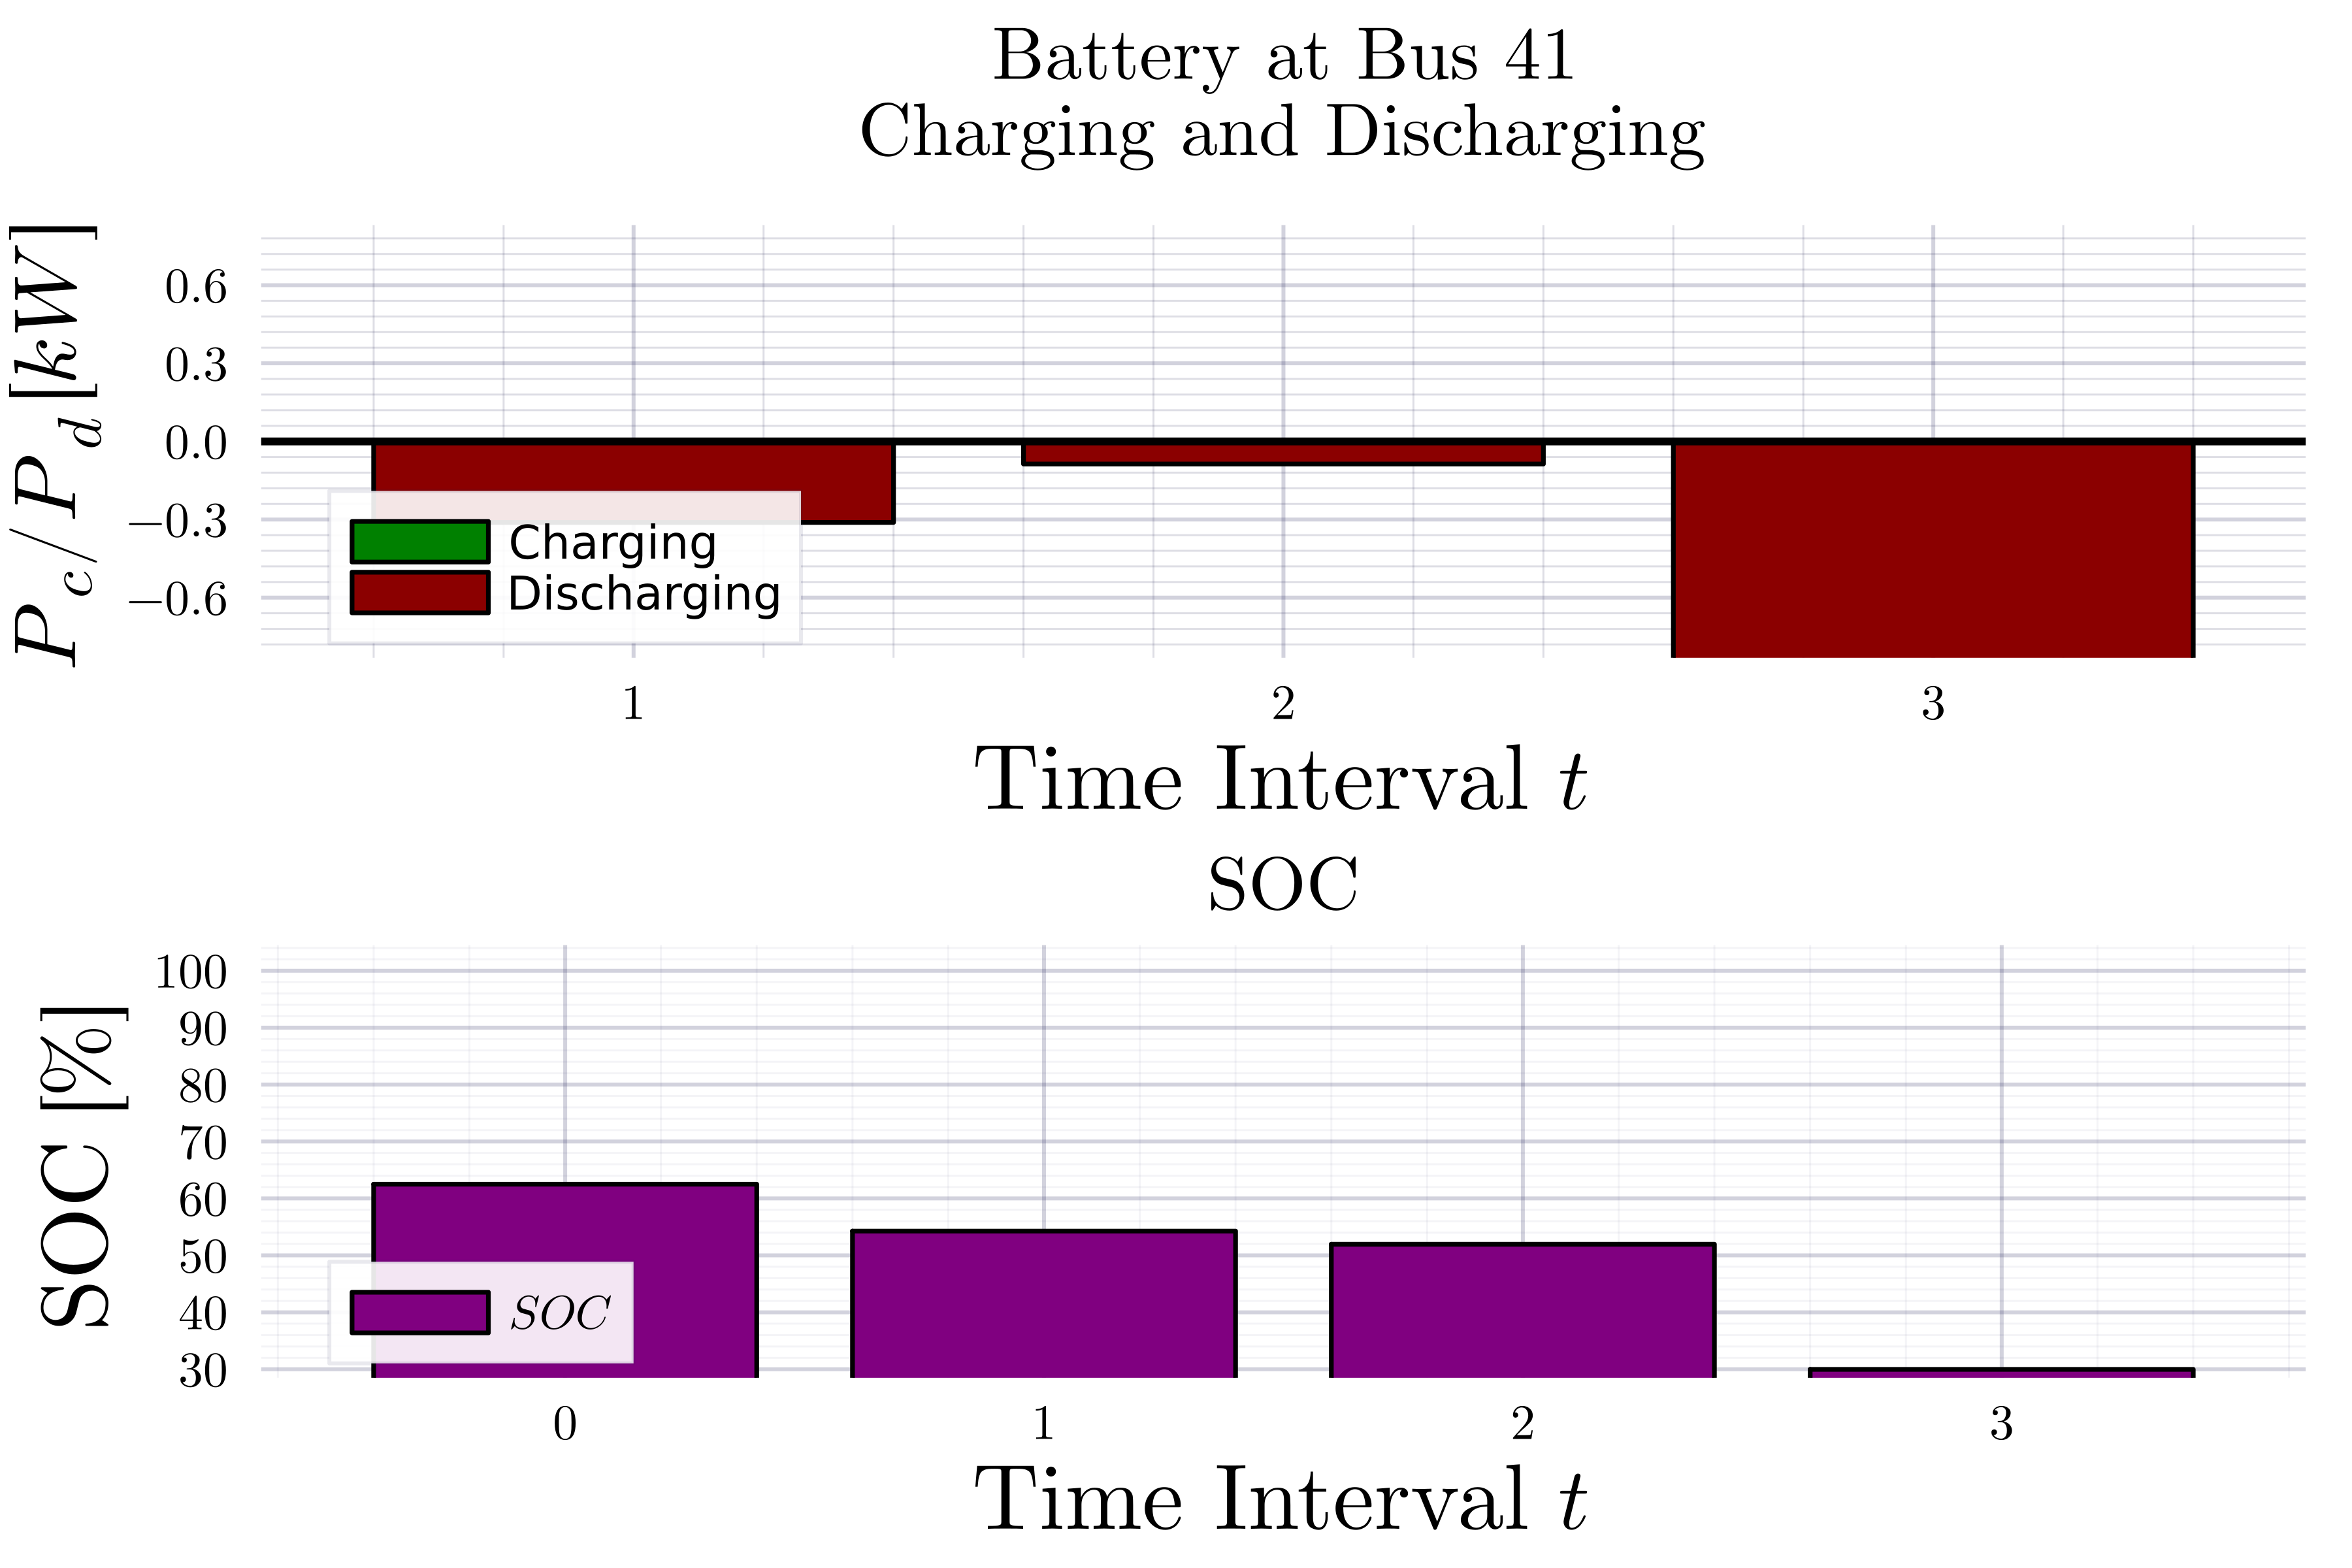 Battery at Bus 41
Charging and Discharging
P_c/P_d [kW]
0.6
0.3
0.0
−0.3
−0.6
Charging
Discharging
1 2 3
Time Interval t
SOC
SOC [%]
100
90
80
70
60
50
40
30
SOC
0 1 2 3
Time Interval t